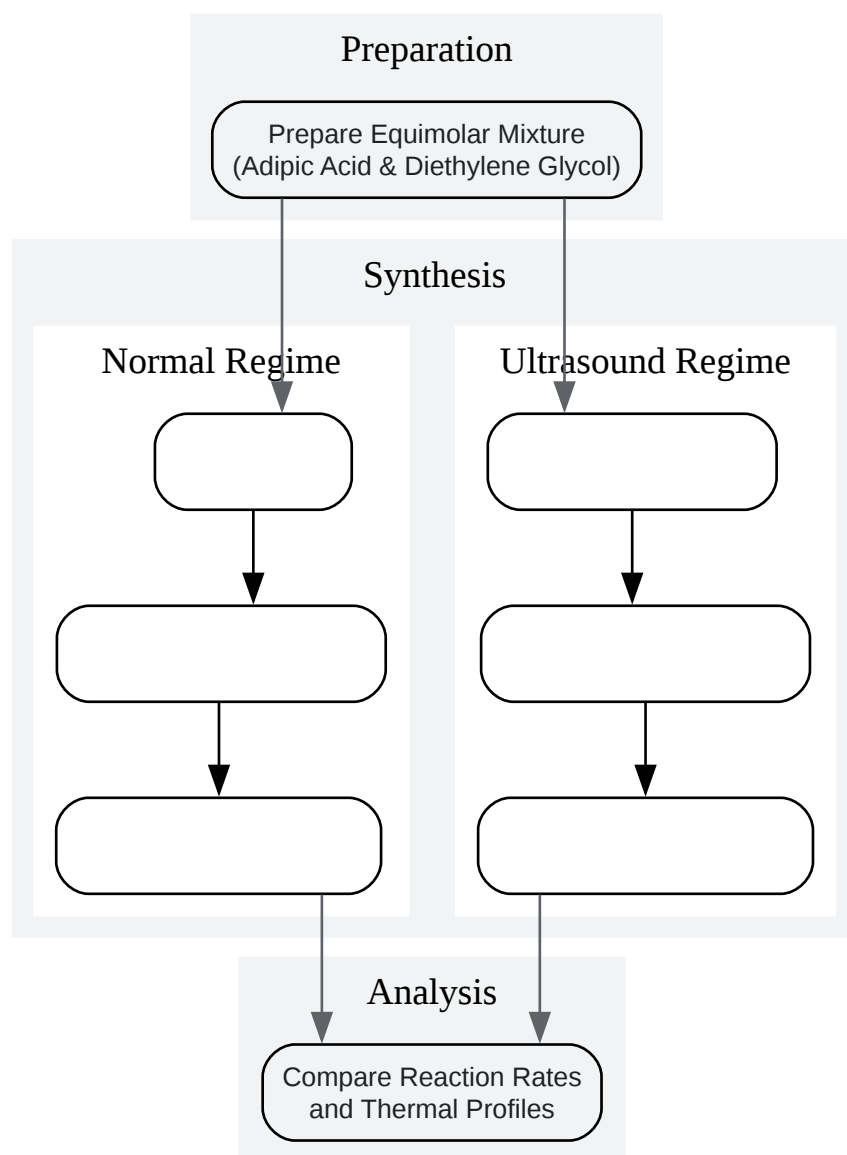 Preparation
Prepare Equimolar Mixture
(Adipic Acid & Diethylene Glycol)
Synthesis
Normal Regime
Ultrasound Regime
Analysis
Compare Reaction Rates
and Thermal Profiles